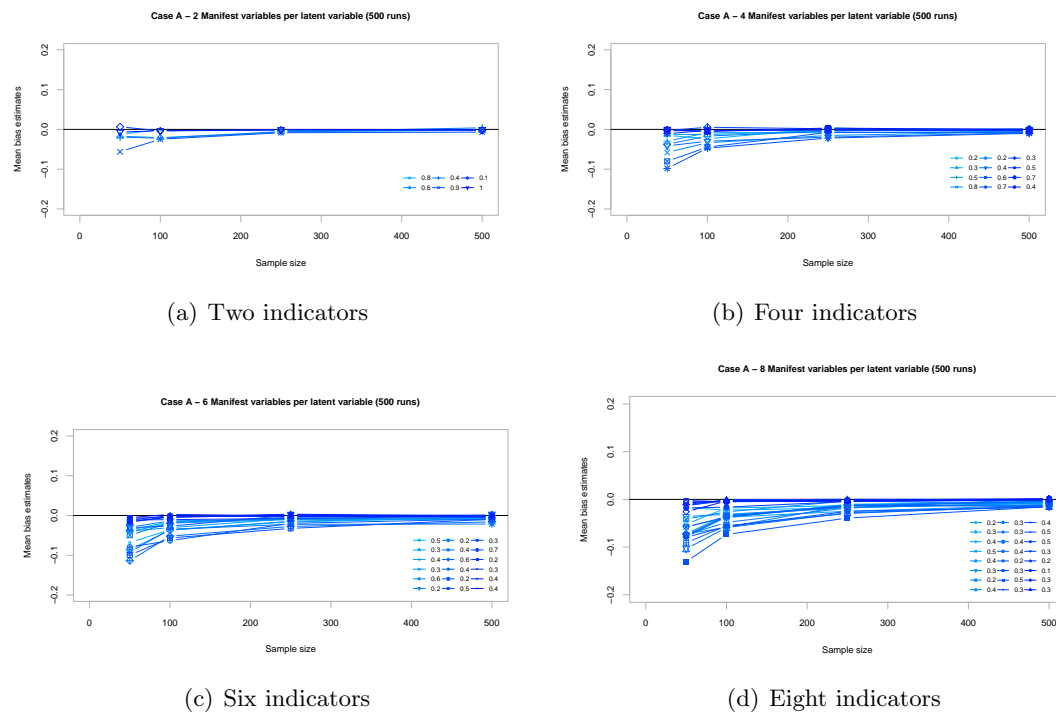 Case A – 2 Manifest variables per latent variable (500 runs)
Mean bias estimates
0.2
0.1
0.0
-0.1
-0.2
0.8 0.4 0.1
0.6 0.9 1
0 100 200 300 400 500
Sample size
(a) Two indicators
Case A – 4 Manifest variables per latent variable (500 runs)
Mean bias estimates
0.2
0.1
0.0
-0.1
-0.2
0.2 0.2 0.3
0.3 0.4 0.5
0.5 0.6 0.7
0.8 0.7 0.4
0 100 200 300 400 500
Sample size
(b) Four indicators
Case A – 6 Manifest variables per latent variable (500 runs)
Mean bias estimates
0.2
0.1
0.0
-0.1
-0.2
0.5 0.2 0.3
0.3 0.4 0.7
0.4 0.6 0.2
0.3 0.4 0.3
0.6 0.2 0.4
0.2 0.5 0.4
0 100 200 300 400 500
Sample size
(c) Six indicators
Case A – 8 Manifest variables per latent variable (500 runs)
Mean bias estimates
0.2
0.1
0.0
-0.1
-0.2
0.2 0.3 0.4
0.3 0.3 0.5
0.4 0.4 0.5
0.5 0.4 0.3
0.4 0.2 0.2
0.3 0.3 0.1
0.2 0.5 0.3
0.4 0.3 0.3
0 100 200 300 400 500
Sample size
(d) Eight indicators